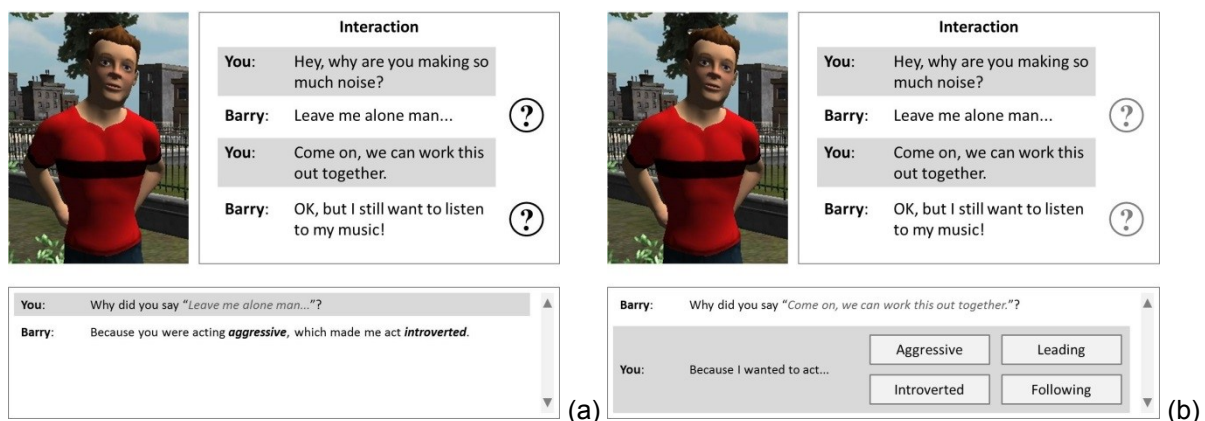 Interaction
You: Hey, why are you making so
much noise?
Barry: Leave me alone man...
?
You: Come on, we can work this
out together.
Barry: OK, but I still want to listen
to my music!
?
You: Why did you say “Leave me alone man...”?
Barry: Because you were acting aggressive, which made me act introverted.
(a)
Interaction
You: Hey, why are you making so
much noise?
Barry: Leave me alone man...
?
You: Come on, we can work this
out together.
Barry: OK, but I still want to listen
to my music!
?
Barry: Why did you say “Come on, we can work this out together.”?
You: Because I wanted to act...
Aggressive Leading
Introverted Following
(b)